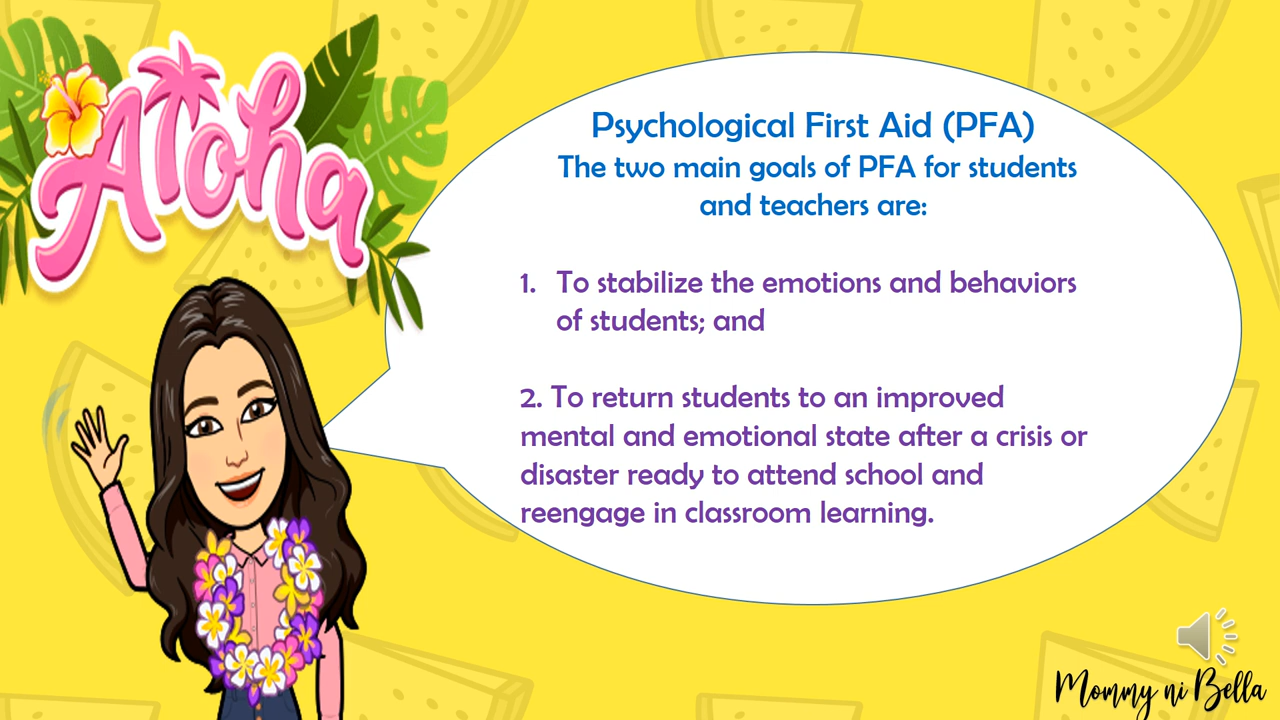 Aloha
Psychological First Aid (PFA)
The two main goals of PFA for students
and teachers are:
1. To stabilize the emotions and behaviors
of students; and
2. To return students to an improved
mental and emotional state after a crisis or
disaster ready to attend school and
reengage in classroom learning.
Mommy ni Bella